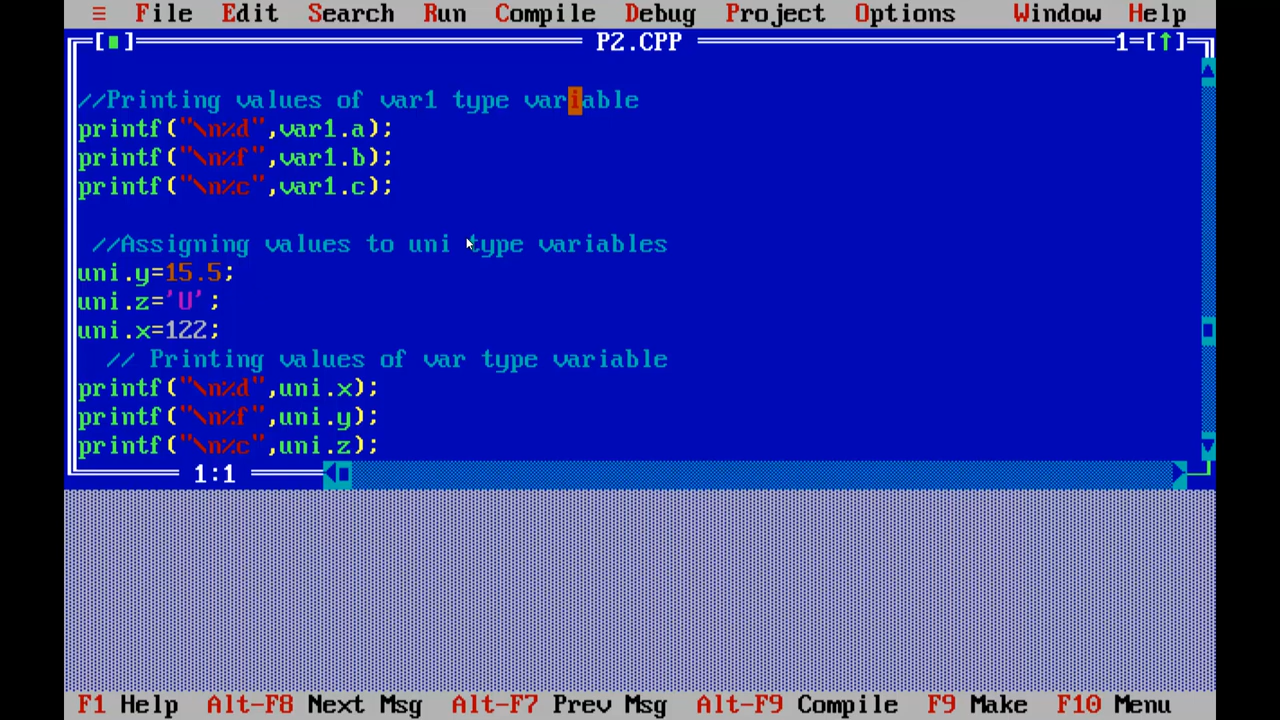 ≡ File Edit Search Run Compile Debug Project Options Window Help
[■] P2.CPP 1=[↑]
//Printing values of var1 type variable
printf("\n%d",var1.a);
printf("\n%f",var1.b);
printf("\n%c",var1.c);
//Assigning values to uni type variables
uni.y=15.5;
uni.z='U';
uni.x=122;
// Printing values of var type variable
printf("\n%d",uni.x);
printf("\n%f",uni.y);
printf("\n%c",uni.z);
1:1
F1 Help Alt-F8 Next Msg Alt-F7 Prev Msg Alt-F9 Compile F9 Make F10 Menu